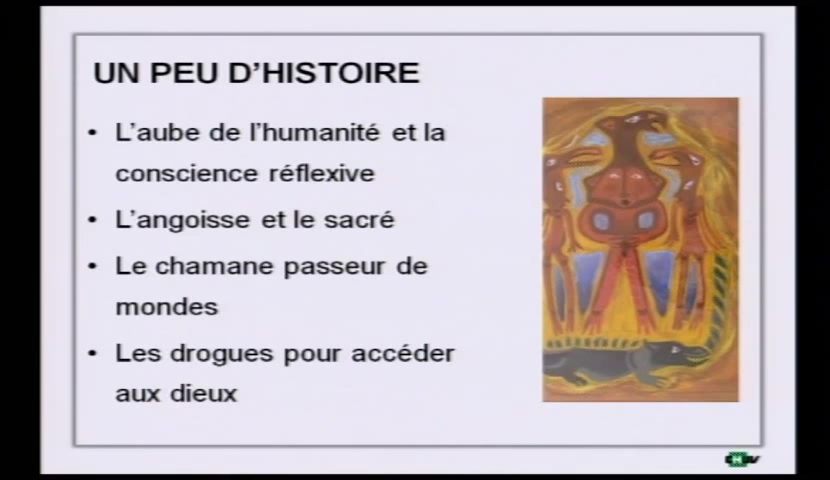 UN PEU D'HISTOIRE
• L'aube de l'humanité et la
conscience réflexive
• L'angoisse et le sacré
• Le chamane passeur de
mondes
• Les drogues pour accéder
aux dieux